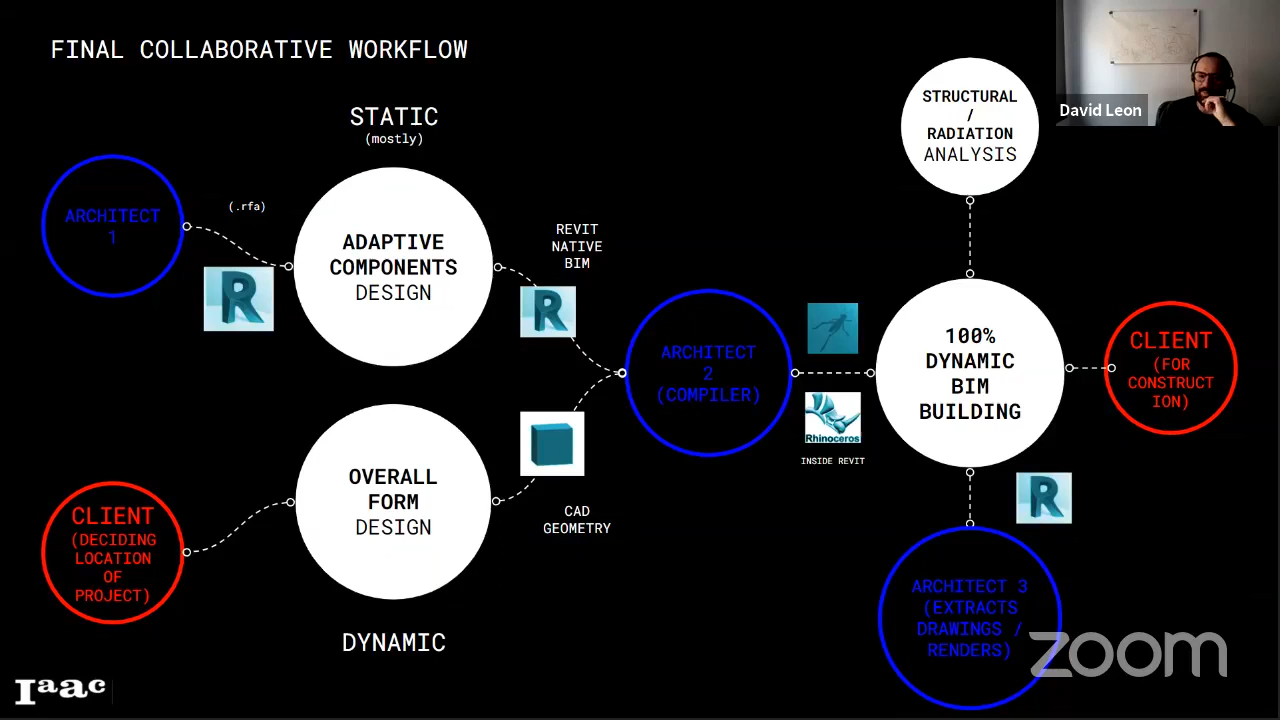 FINAL COLLABORATIVE WORKFLOW
STATIC
(mostly)
ARCHITECT
1
(.rfa)
R
ADAPTIVE
COMPONENTS
DESIGN
REVIT
NATIVE
BIM
R
CLIENT
(DECIDING
LOCATION
OF
PROJECT)
OVERALL
FORM
DESIGN
CAD
GEOMETRY
DYNAMIC
ARCHITECT
2
(COMPILER)
Rhinoceros
INSIDE REVIT
STRUCTURAL
/
RADIATION
ANALYSIS
100%
DYNAMIC
BIM
BUILDING
CLIENT
(FOR
CONSTRUCT
ION)
R
ARCHITECT 3
(EXTRACTS
DRAWINGS /
RENDERS)
David Leon
Iaac
zoom